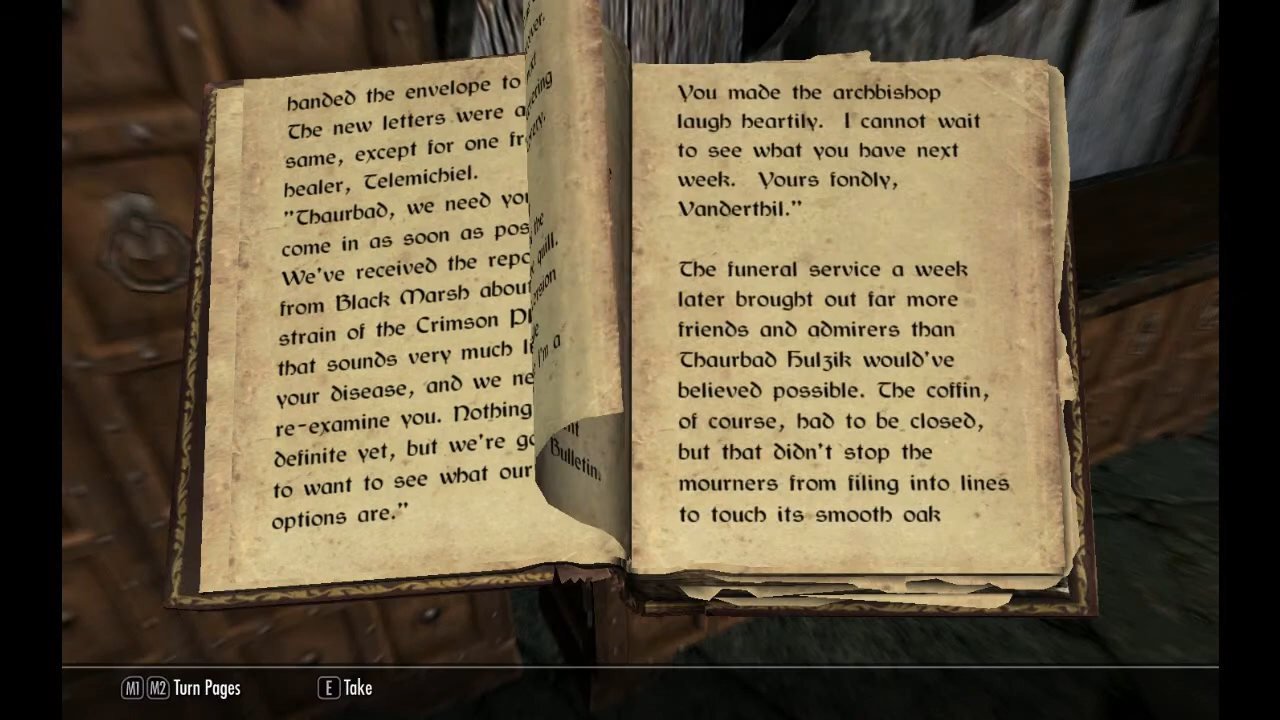 handed the envelope to
The new letters were a
same, except for one fr
healer, Telemichiel.
"Thaurbad, we need you
come in as soon as pos
We've received the repo
from Black Marsh about
strain of the Crimson Pl
that sounds very much li
your disease, and we ne
re-examine you. Nothing
definite yet, but we're go
to want to see what our
options are."
the
quill.
I'm a
Bulletin.
You made the archbishop
laugh heartily. I cannot wait
to see what you have next
week. Yours fondly,
Vanderthil."
The funeral service a week
later brought out far more
friends and admirers than
Thaurbad Hulzik would've
believed possible. The coffin,
of course, had to be closed,
but that didn't stop the
mourners from filing into lines
to touch its smooth oak
M1 M2 Turn Pages
E Take